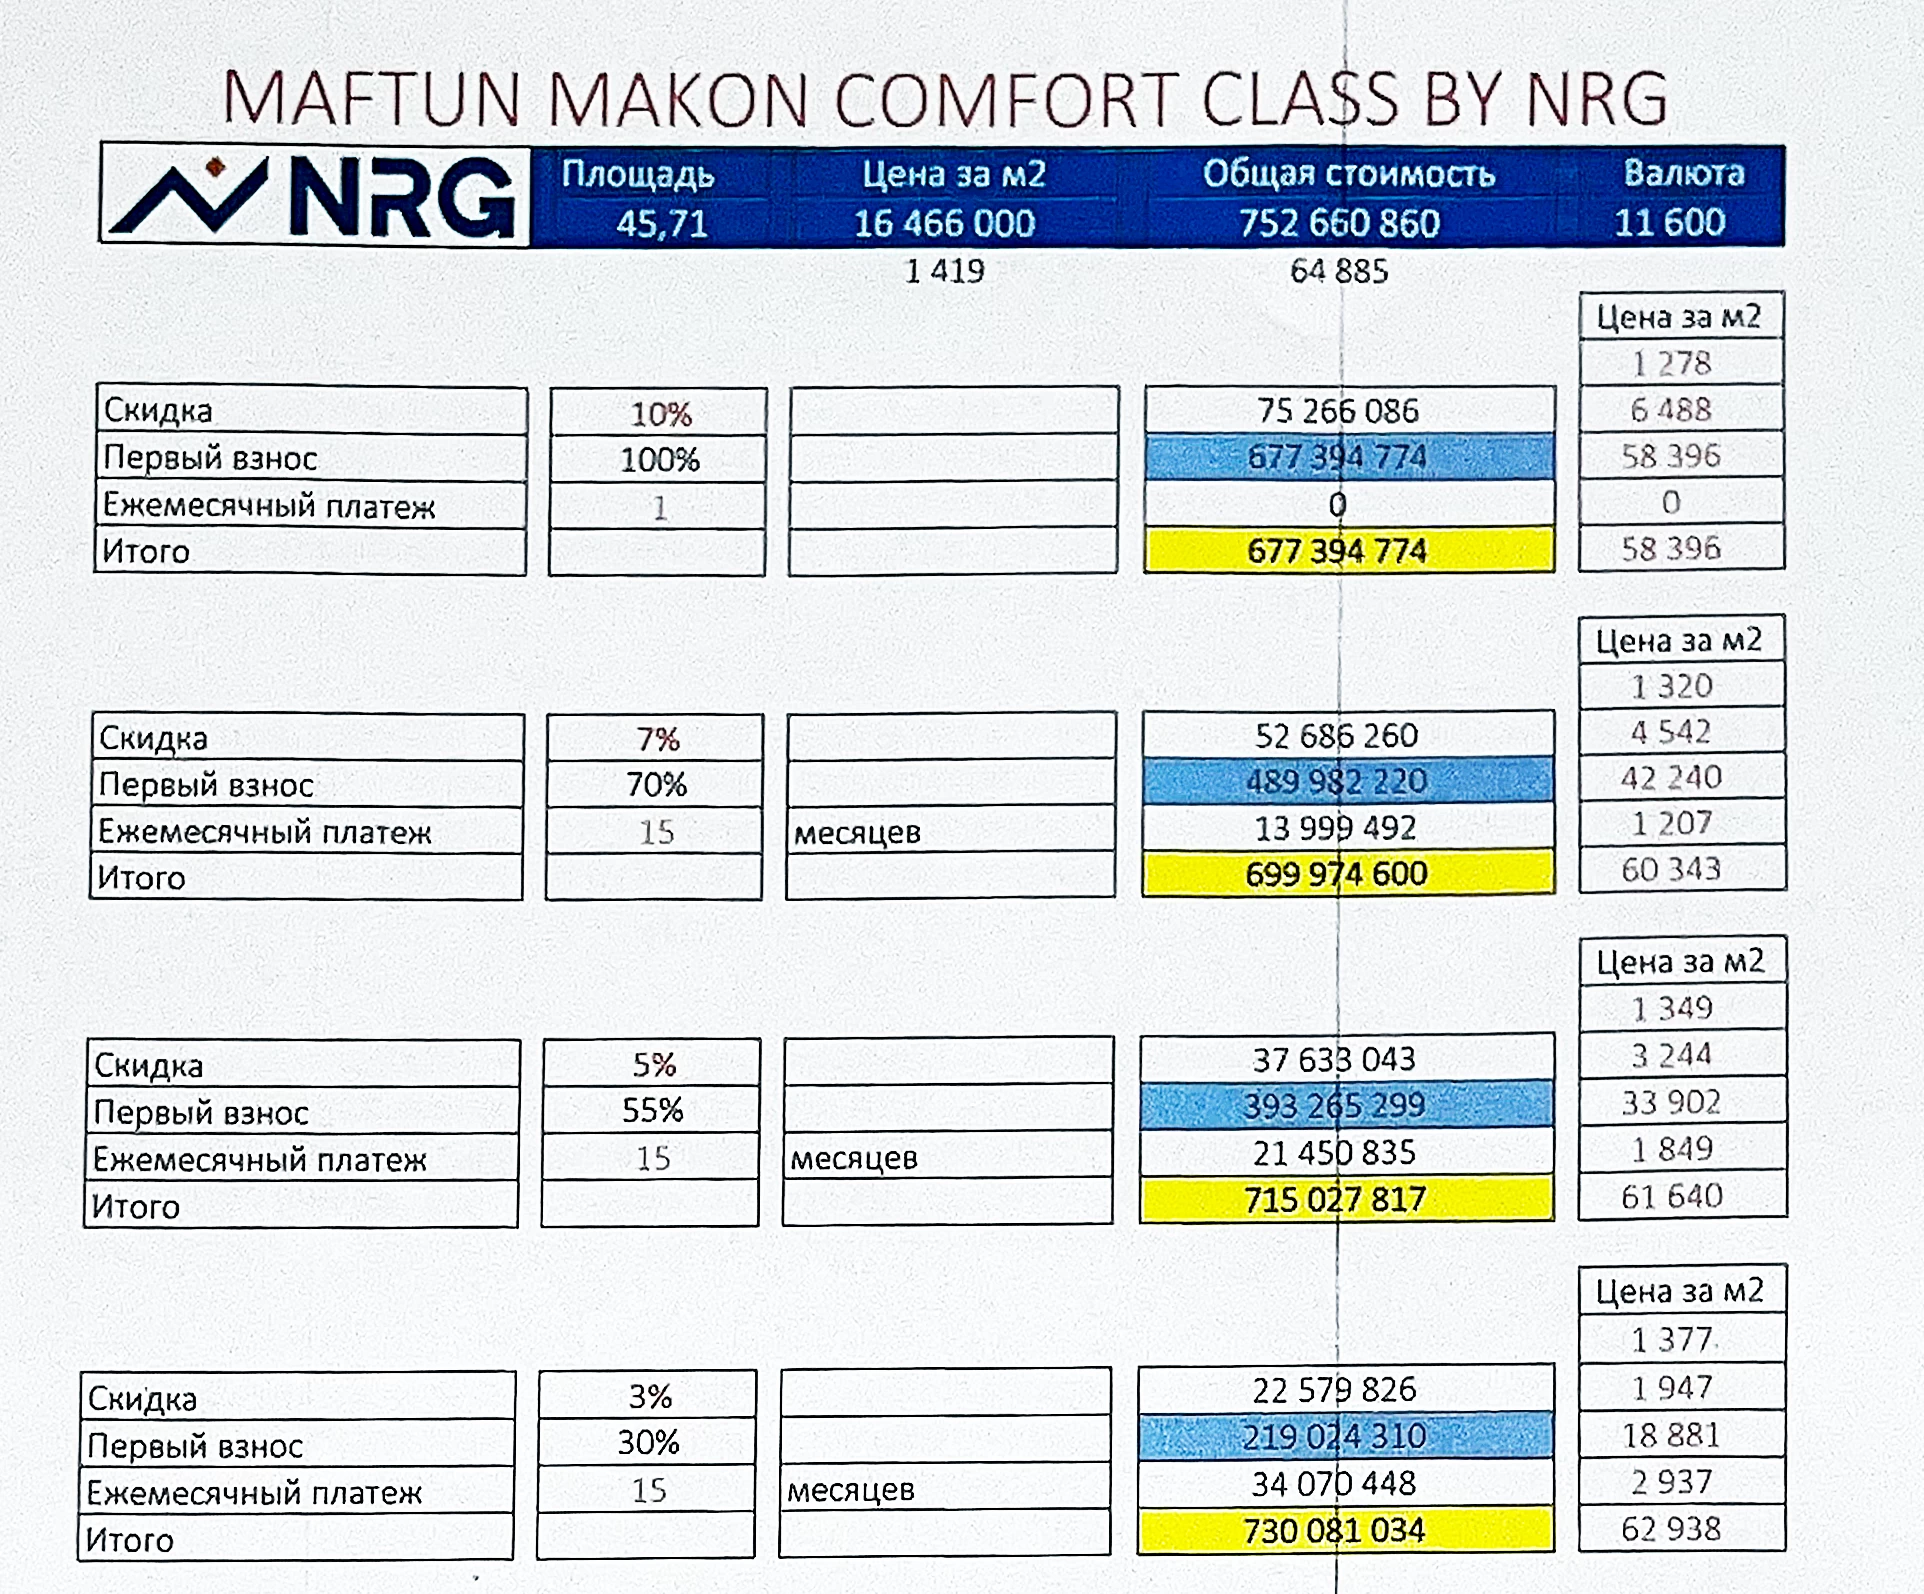 MAFTUN MAKON COMFORT CLASS BY NRG
NRG Площадь Цена за м2 Общая стоимость Валюта
45,71 16 466 000 752 660 860 11 600
1 419 64 885
Цена за м2
1 278
Скидка 10% 75 266 086 6 488
Первый взнос 100% 677 394 774 58 396
Ежемесячный платеж 1 0 0
Итого 677 394 774 58 396
Цена за м2
1 320
Скидка 7% 52 686 260 4 542
Первый взнос 70% 489 982 220 42 240
Ежемесячный платеж 15 месяцев 13 999 492 1 207
Итого 699 974 600 60 343
Цена за м2
1 349
Скидка 5% 37 633 043 3 244
Первый взнос 55% 393 265 299 33 902
Ежемесячный платеж 15 месяцев 21 450 835 1 849
Итого 715 027 817 61 640
Цена за м2
1 377
Скидка 3% 22 579 826 1 947
Первый взнос 30% 219 024 310 18 881
Ежемесячный платеж 15 месяцев 34 070 448 2 937
Итого 730 081 034 62 938